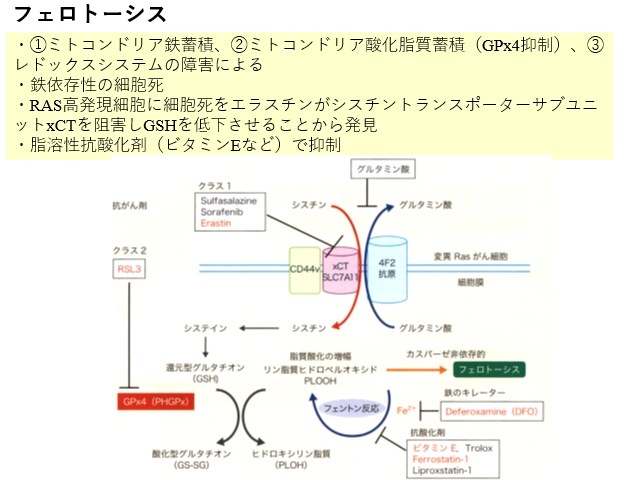 フェロトーシス
・①ミトコンドリア鉄蓄積、②ミトコンドリア酸化脂質蓄積（GPx4抑制）、③
レドックスシステムの障害による
・鉄依存性の細胞死
・RAS高発現細胞に細胞死をエラスチンがシスチントランスポーターサブユニ
ットxCTを阻害しGSHを低下させることから発見
・脂溶性抗酸化剤（ビタミンEなど）で抑制
グルタミン酸
クラス1
Sulfasalazine
Sorafenib
Erastin
抗がん剤
シスチン
グルタミン酸
クラス2
RSL3
CD44v
xCT
SLC7A11
4F2
抗原
変異 Ras がん細胞
細胞膜
システイン
シスチン
グルタミン酸
還元型グルタチオン
(GSH)
脂質酸化の増幅
リン脂質ヒドロペルオキシド
PLOOH
カスパーゼ非依存的
フェロトーシス
GPx4（PHGPx）
フェントン反応
Fe²⁺
鉄のキレーター
Deferoxamine (DFO)
酸化型グルタチオン
(GS-SG)
ヒドロキシリン脂質
(PLOH)
抗酸化剤
ビタミン E、Trolox
Ferrostatin-1
Liproxstatin-1